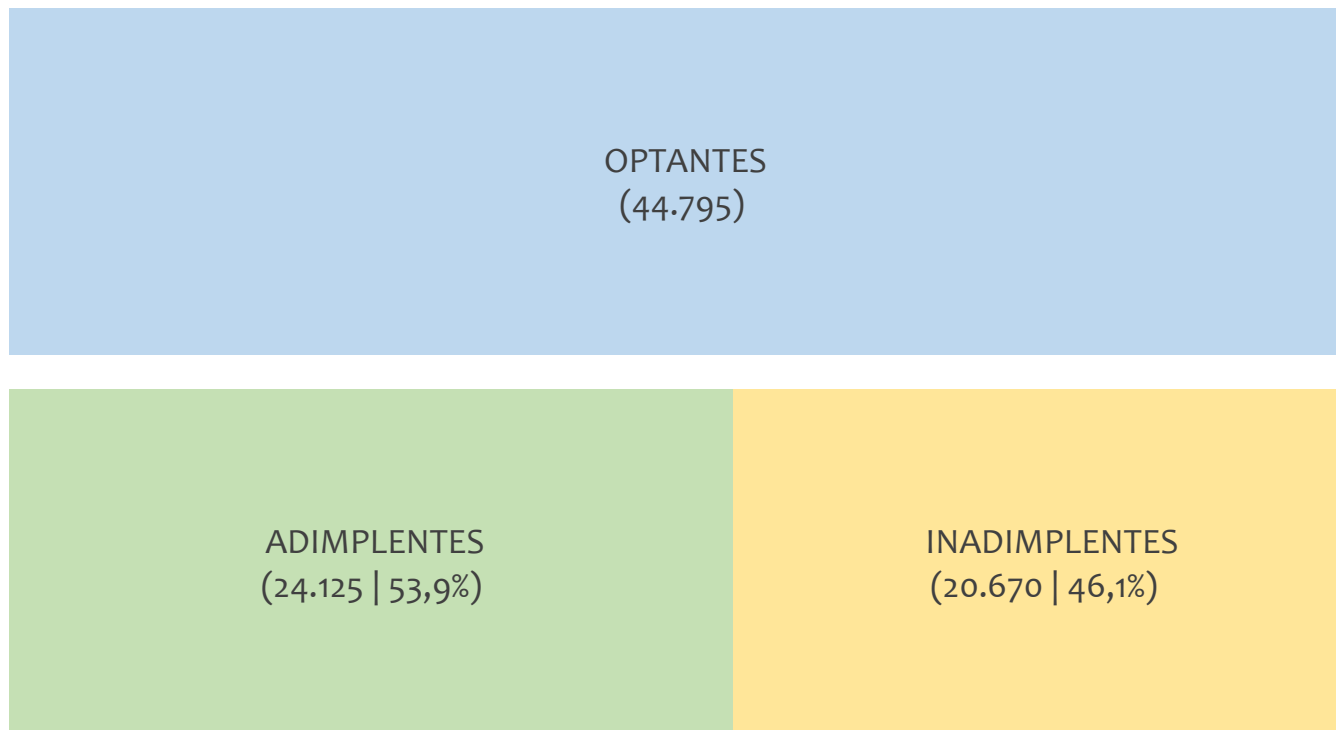 OPTANTES
(44.795)
ADIMPLENTES
(24.125 | 53,9%)
INADIMPLENTES
(20.670 | 46,1%)